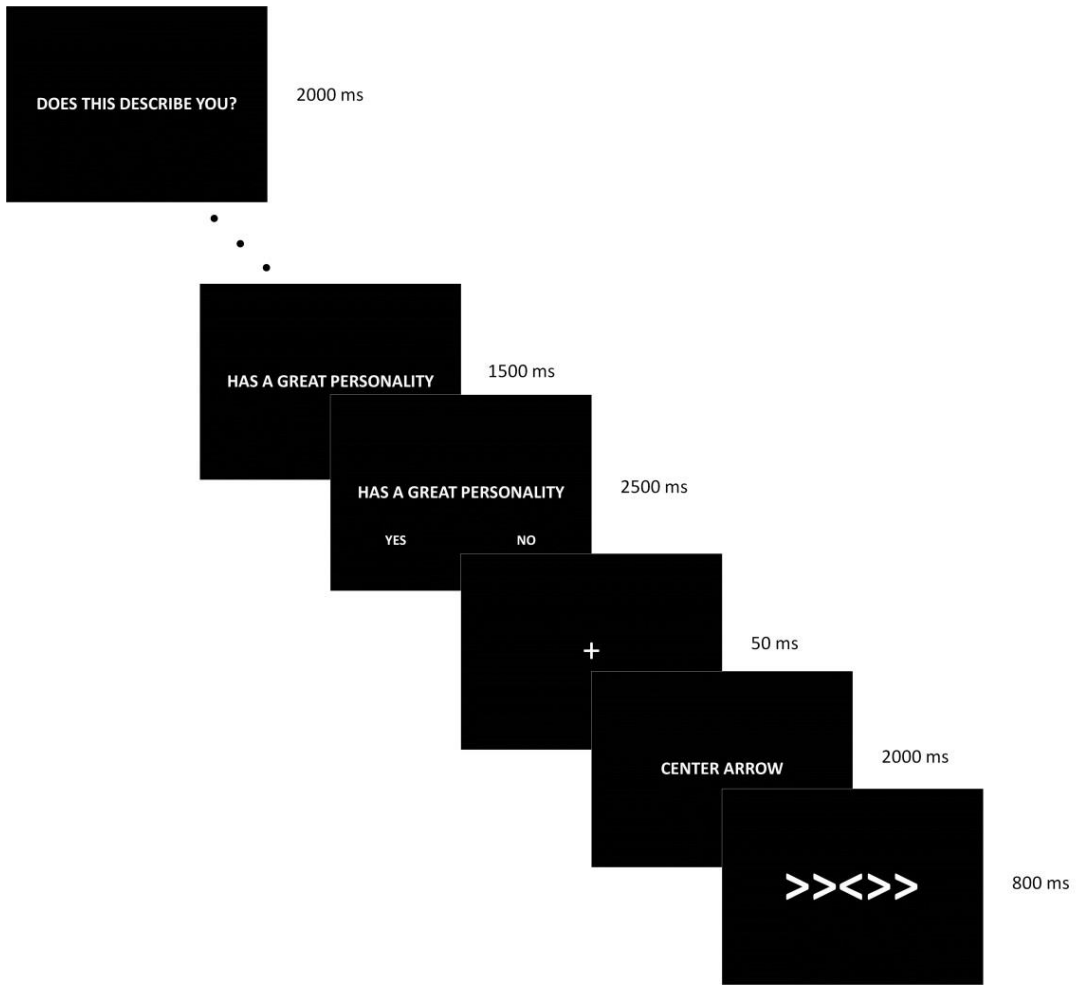 DOES THIS DESCRIBE YOU?
2000 ms
HAS A GREAT PERSONALITY
1500 ms
HAS A GREAT PERSONALITY
2500 ms
YES NO
+
50 ms
CENTER ARROW
2000 ms
>><>>
800 ms